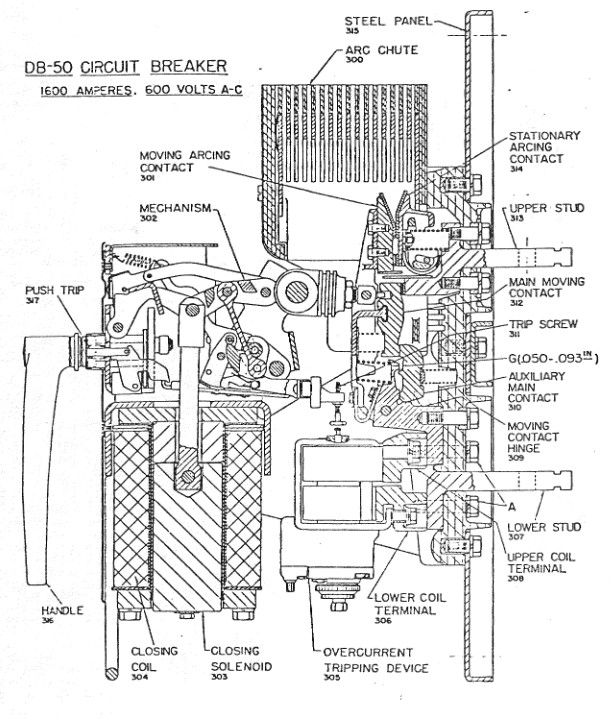 STEEL PANEL
315
ARC CHUTE
300
DB-50 CIRCUIT BREAKER
1600 AMPERES. 600 VOLTS A-C
STATIONARY
ARCING
CONTACT
314
MOVING ARCING
CONTACT
301
MECHANISM
302
UPPER STUD
313
PUSH TRIP
317
MAIN MOVING
CONTACT
312
TRIP SCREW
311
G(.050-.093IN)
AUXILIARY
MAIN
CONTACT
310
MOVING
CONTACT
HINGE
309
A
LOWER STUD
307
UPPER COIL
TERMINAL
308
HANDLE
316
LOWER COIL
TERMINAL
306
CLOSING
COIL
304
CLOSING
SOLENOID
303
OVERCURRENT
TRIPPING DEVICE
305